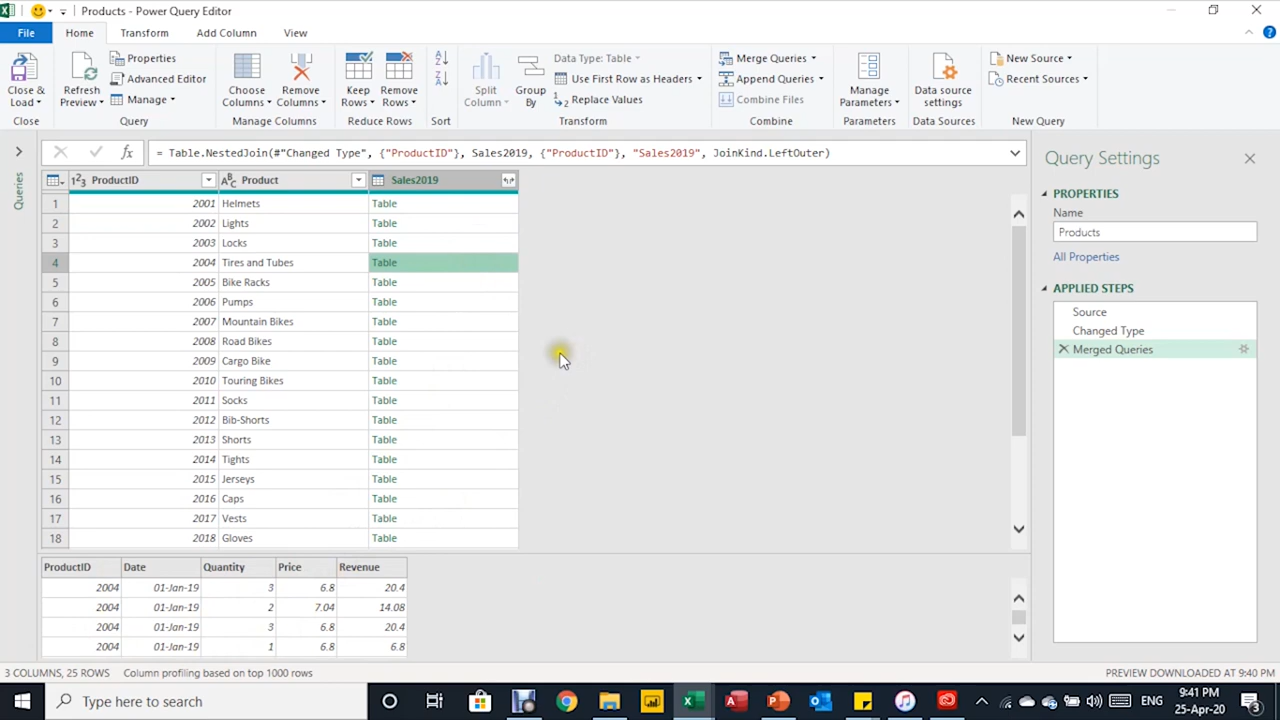 Products - Power Query Editor
File Home Transform Add Column View
Close & Load
Close
Refresh Preview
Properties
Advanced Editor
Manage
Query
Choose Columns
Remove Columns
Manage Columns
Keep Rows
Remove Rows
Reduce Rows
Sort
Split Column
Group By
Data Type: Table
Use First Row as Headers
Replace Values
Transform
Merge Queries
Append Queries
Combine Files
Combine
Manage Parameters
Parameters
Data source settings
Data Sources
New Source
Recent Sources
New Query
Queries
= Table.NestedJoin(#"Changed Type", {"ProductID"}, Sales2019, {"ProductID"}, "Sales2019", JoinKind.LeftOuter)
ProductID Product Sales2019
1 2001 Helmets Table
2 2002 Lights Table
3 2003 Locks Table
4 2004 Tires and Tubes Table
5 2005 Bike Racks Table
6 2006 Pumps Table
7 2007 Mountain Bikes Table
8 2008 Road Bikes Table
9 2009 Cargo Bike Table
10 2010 Touring Bikes Table
11 2011 Socks Table
12 2012 Bib-Shorts Table
13 2013 Shorts Table
14 2014 Tights Table
15 2015 Jerseys Table
16 2016 Caps Table
17 2017 Vests Table
18 2018 Gloves Table
ProductID Date Quantity Price Revenue
2004 01-Jan-19 3 6.8 20.4
2004 01-Jan-19 2 7.04 14.08
2004 01-Jan-19 3 6.8 20.4
2004 01-Jan-19 1 6.8 6.8
Query Settings
PROPERTIES
Name
Products
All Properties
APPLIED STEPS
Source
Changed Type
Merged Queries
3 COLUMNS, 25 ROWS Column profiling based on top 1000 rows
PREVIEW DOWNLOADED AT 9:40 PM
Type here to search
ENG
9:41 PM
25-Apr-20
3